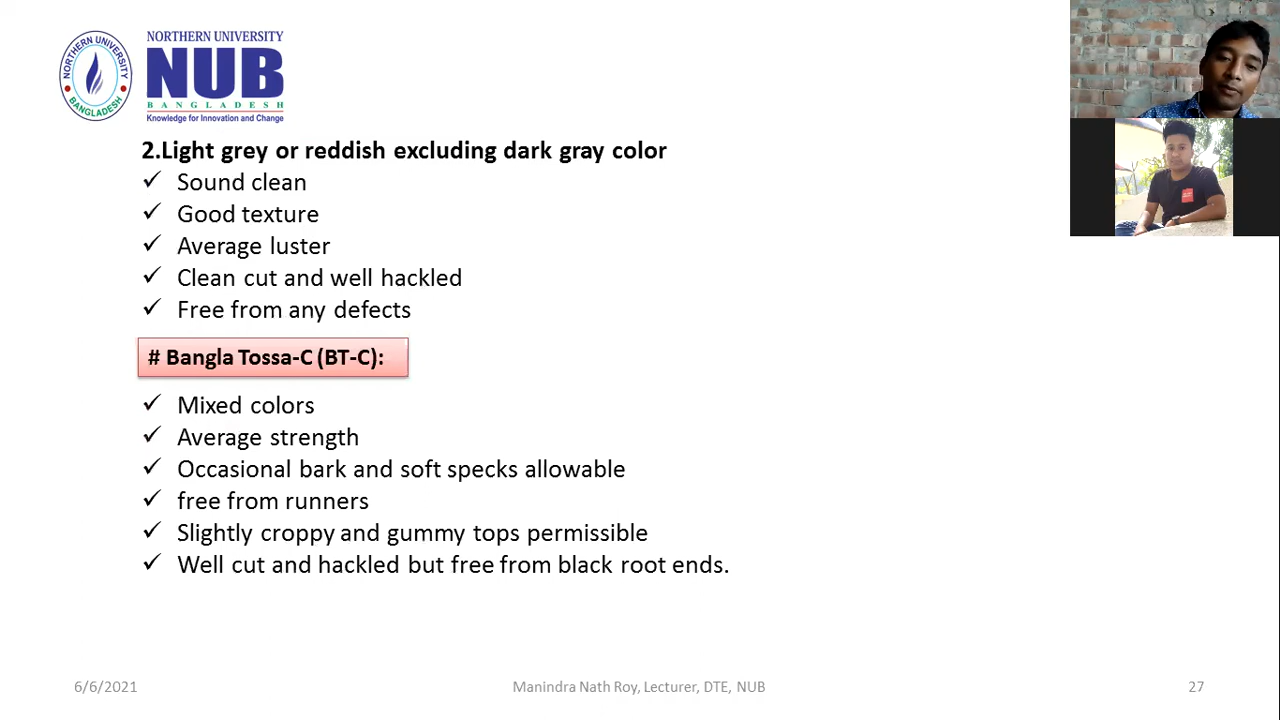 NORTHERN UNIVERSITY
BANGLADESH
NORTHERN UNIVERSITY
NUB
BANGLADESH
Knowledge for Innovation and Change
2.Light grey or reddish excluding dark gray color
✓ Sound clean
✓ Good texture
✓ Average luster
✓ Clean cut and well hackled
✓ Free from any defects
# Bangla Tossa-C (BT-C):
✓ Mixed colors
✓ Average strength
✓ Occasional bark and soft specks allowable
✓ free from runners
✓ Slightly croppy and gummy tops permissible
✓ Well cut and hackled but free from black root ends.
6/6/2021
Manindra Nath Roy, Lecturer, DTE, NUB
27